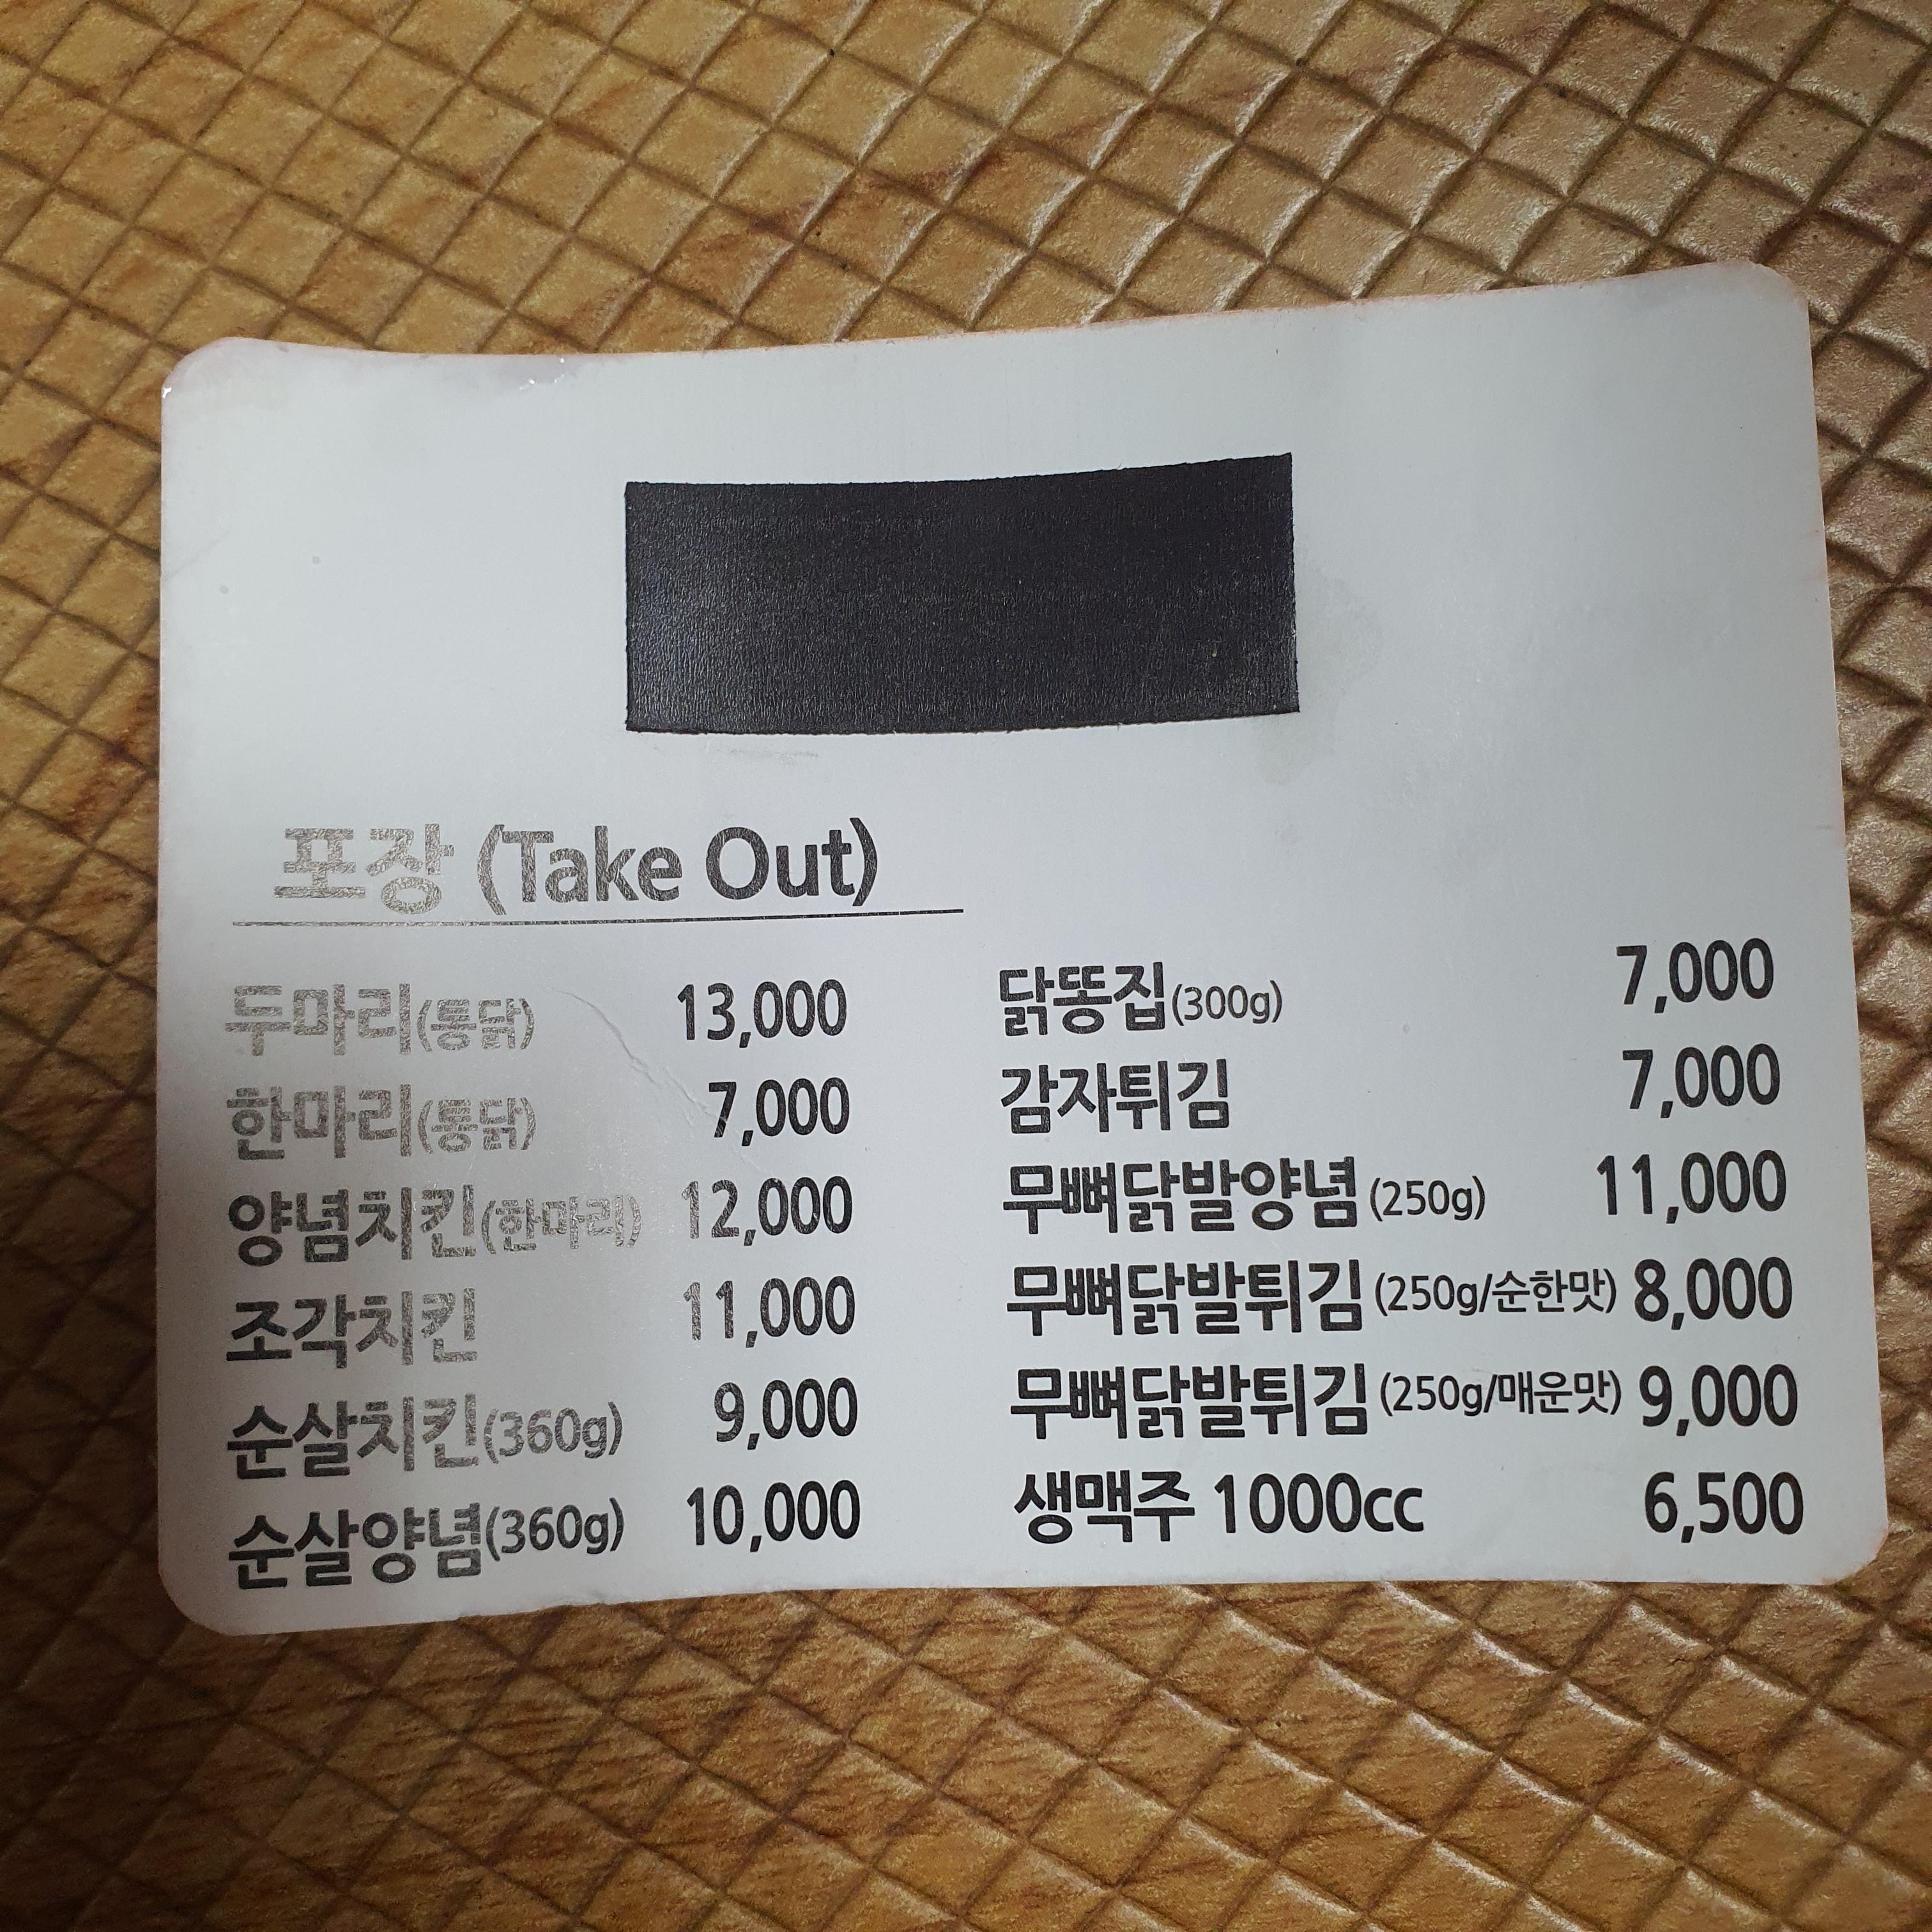 포장 (Take Out)
두마리(통닭) 13,000
한마리(통닭) 7,000
양념치킨(한마리) 12,000
조각치킨 11,000
순살치킨(360g) 9,000
순살양념(360g) 10,000
닭똥집(300g) 7,000
감자튀김 7,000
무뼈닭발양념 (250g) 11,000
무뼈닭발튀김 (250g/순한맛) 8,000
무뼈닭발튀김 (250g/매운맛) 9,000
생맥주 1000cc 6,500